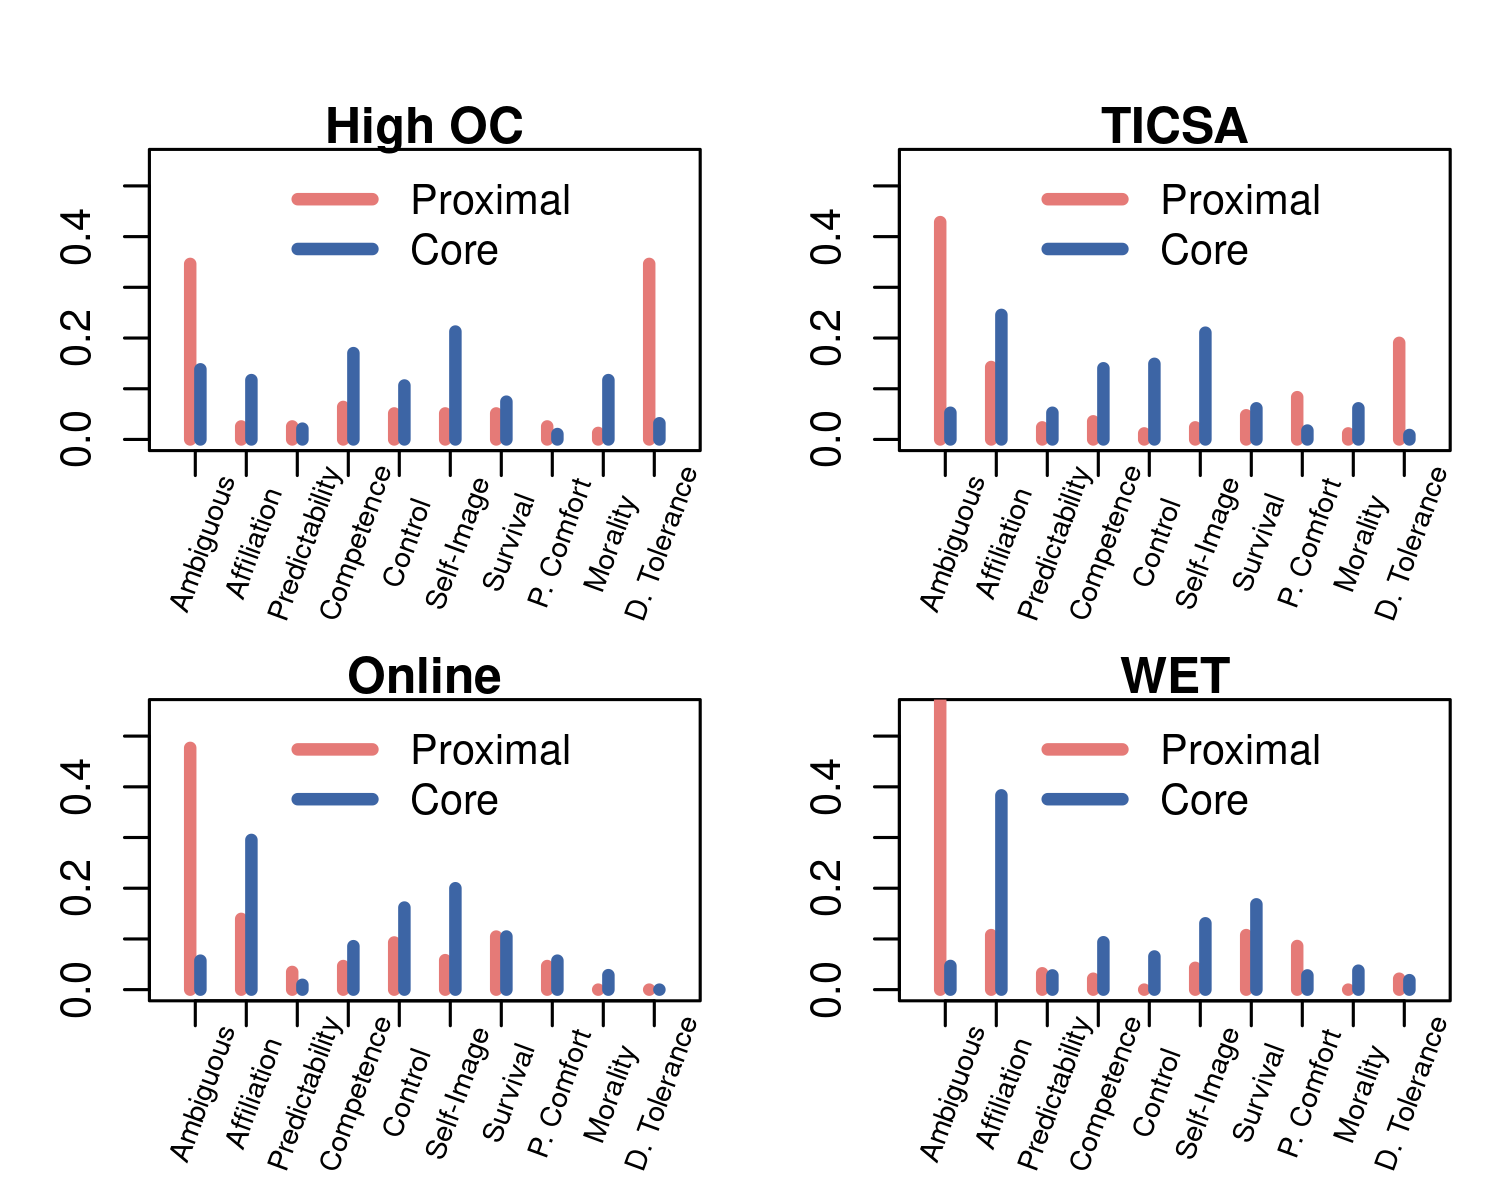 High OC
Proximal
Core
0.0
0.2
0.4
Ambiguous
Affiliation
Predictability
Competence
Control
Self-Image
Survival
P. Comfort
Morality
D. Tolerance
TICSA
Proximal
Core
0.0
0.2
0.4
Ambiguous
Affiliation
Predictability
Competence
Control
Self-Image
Survival
P. Comfort
Morality
D. Tolerance
Online
Proximal
Core
0.0
0.2
0.4
Ambiguous
Affiliation
Predictability
Competence
Control
Self-Image
Survival
P. Comfort
Morality
D. Tolerance
WET
Proximal
Core
0.0
0.2
0.4
Ambiguous
Affiliation
Predictability
Competence
Control
Self-Image
Survival
P. Comfort
Morality
D. Tolerance